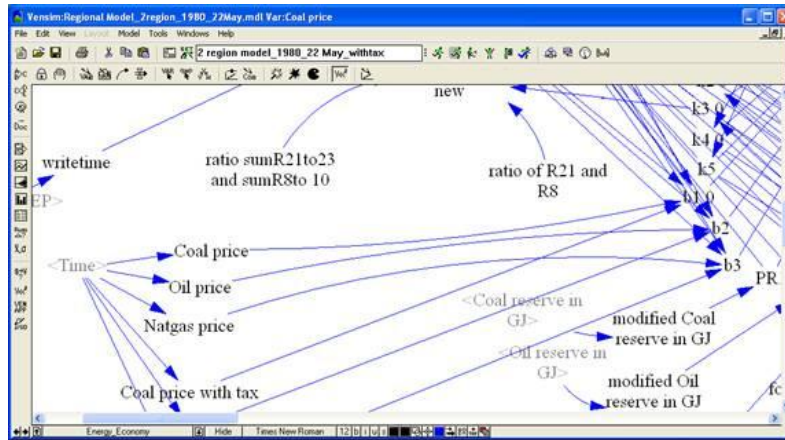 Vensim:Regional Model_2region_1980_22May.mdl Var:Coal price
File Edit View Layout Model Tools Windows Help
2 region model_1980_22 May_withtax
new
k3 0
k4 0
k5
writetime
ratio sumR21to23
and sumR8to 10
ratio of R21 and
R8
EP>
b1 0
b2
b3
<Time>
Coal price
Oil price
Natgas price
PR
<Coal reserve in
GJ>
modified Coal
reserve in GJ
<Oil reserve in
GJ>
modified Oil
reserve in GJ
Coal price with tax
fo
Energy_Economy Hide Times New Roman 12 b i u s